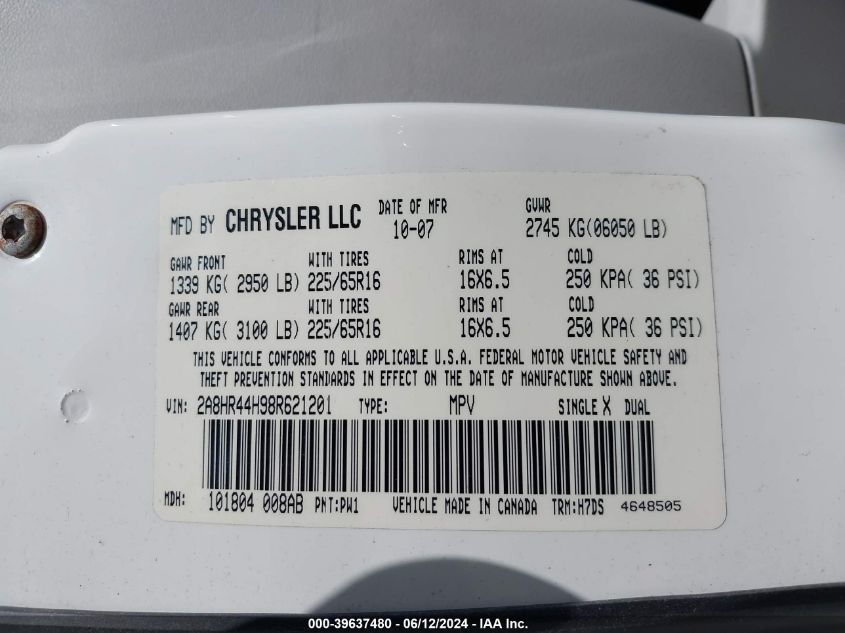 MFD BY CHRYSLER LLC DATE OF MFR 10-07 GVWR 2745 KG(06050 LB)
GAWR FRONT WITH TIRES RIMS AT COLD
1339 KG( 2950 LB) 225/65R16 16X6.5 250 KPA( 36 PSI)
GAWR REAR WITH TIRES RIMS AT COLD
1407 KG( 3100 LB) 225/65R16 16X6.5 250 KPA( 36 PSI)
THIS VEHICLE CONFORMS TO ALL APPLICABLE U.S.A. FEDERAL MOTOR VEHICLE SAFETY AND
THEFT PREVENTION STANDARDS IN EFFECT ON THE DATE OF MANUFACTURE SHOWN ABOVE.
VIN: 2A8HR44H98R621201 TYPE: MPV SINGLE X DUAL
MDH: 101804 008AB PNT:PW1 VEHICLE MADE IN CANADA TRM:H7DS 4648505
000-39637480 - 06/12/2024 - IAA Inc.